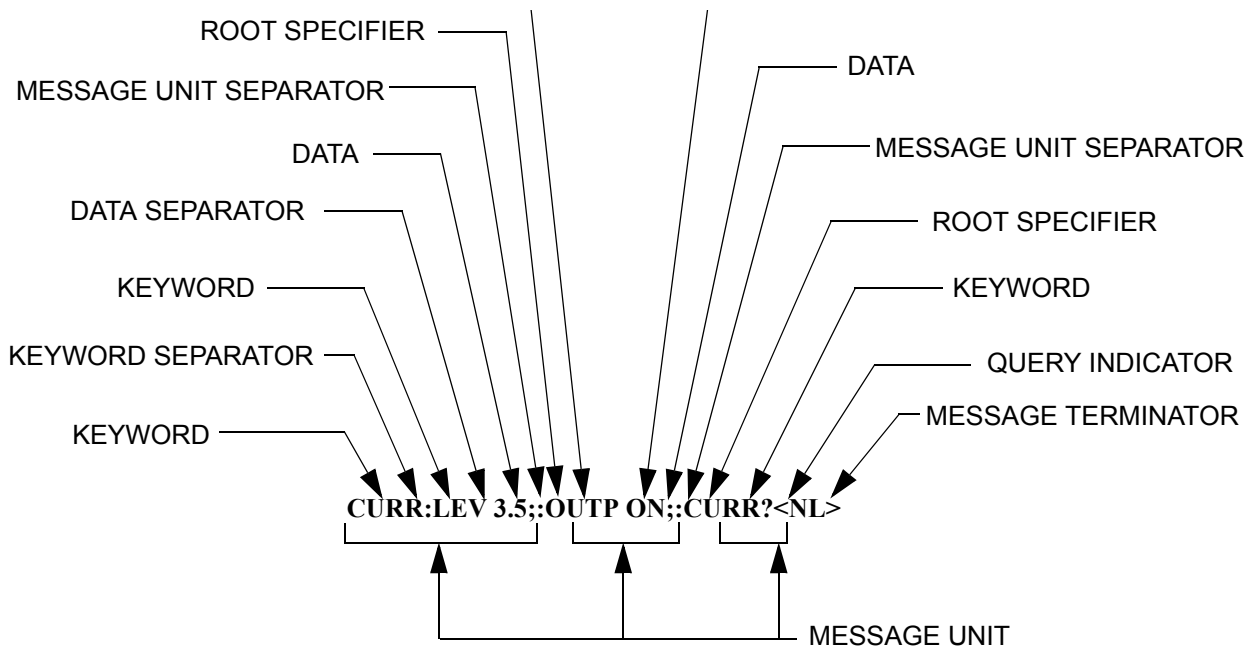 ROOT SPECIFIER
DATA
MESSAGE UNIT SEPARATOR
DATA
MESSAGE UNIT SEPARATOR
DATA SEPARATOR
ROOT SPECIFIER
KEYWORD
KEYWORD
KEYWORD SEPARATOR
QUERY INDICATOR
KEYWORD
MESSAGE TERMINATOR
CURR:LEV 3.5;:OUTP ON;:CURR?<NL>
MESSAGE UNIT